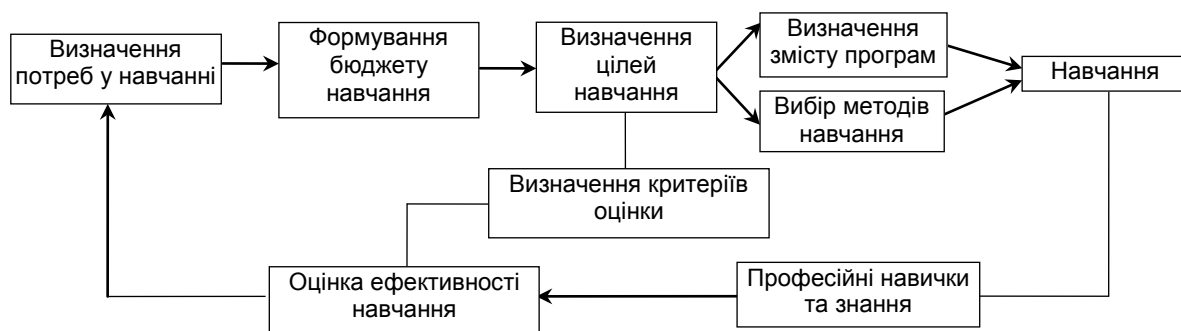 Визначення
потреб у навчанні
Формування
бюджету
навчання
Визначення
цілей
навчання
Визначення
змісту програм
Вибір методів
навчання
Навчання
Визначення критеріїв
оцінки
Оцінка ефективності
навчання
Професійні навички
та знання